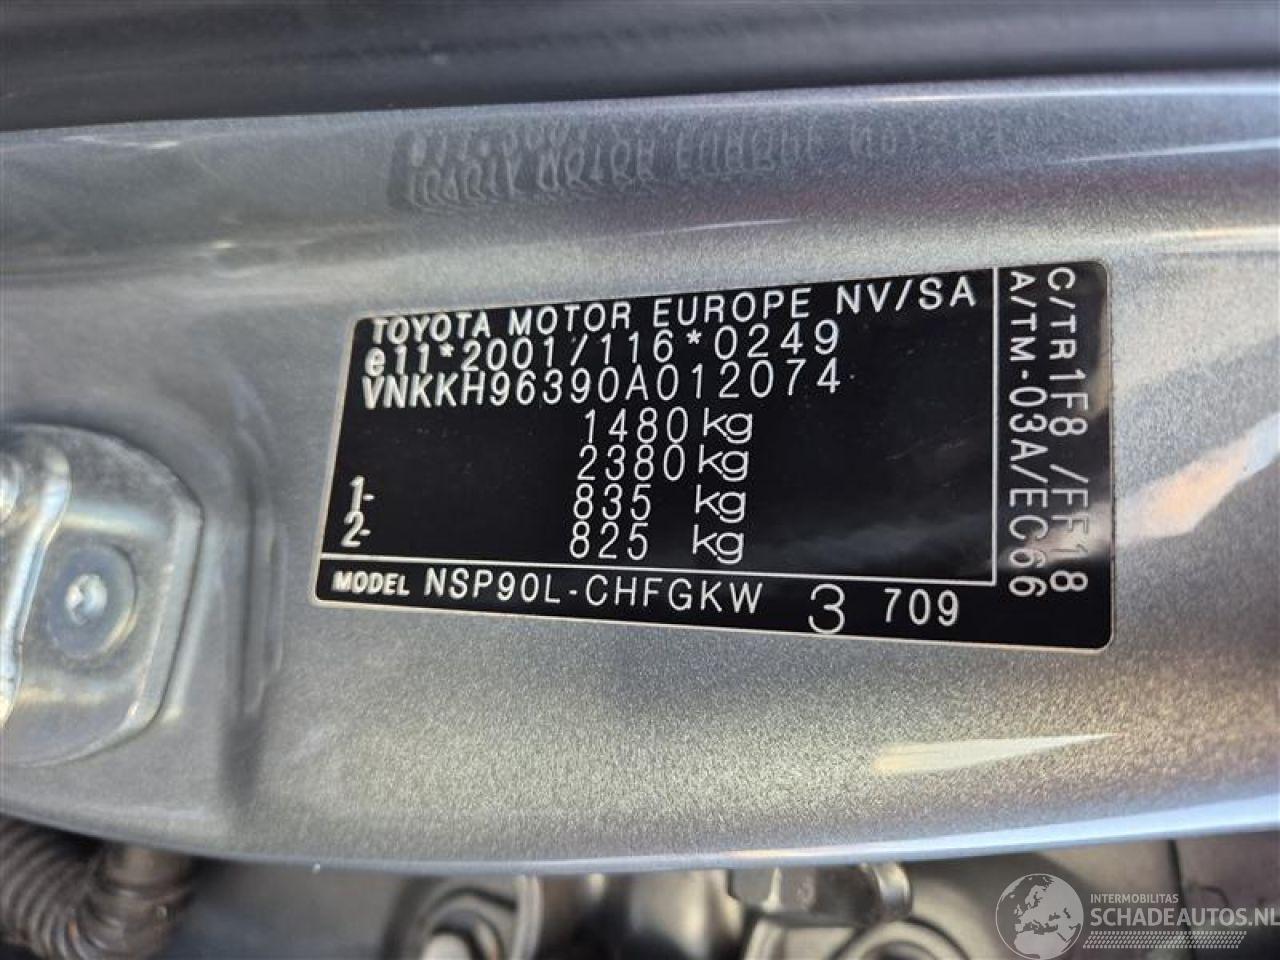 TOYOTA MOTOR EUROPE NV/SA
e11*2001/116*0249
VNKKH96390A012074
1480 kg
2380 kg
1- 835 kg
2- 825 kg
MODEL NSP90L-CHFGKW 3 709
C/TR1F8 /FF18
A/TM-03A/EC66
INTERMOBILITAS
SCHADEAUTOS.NL